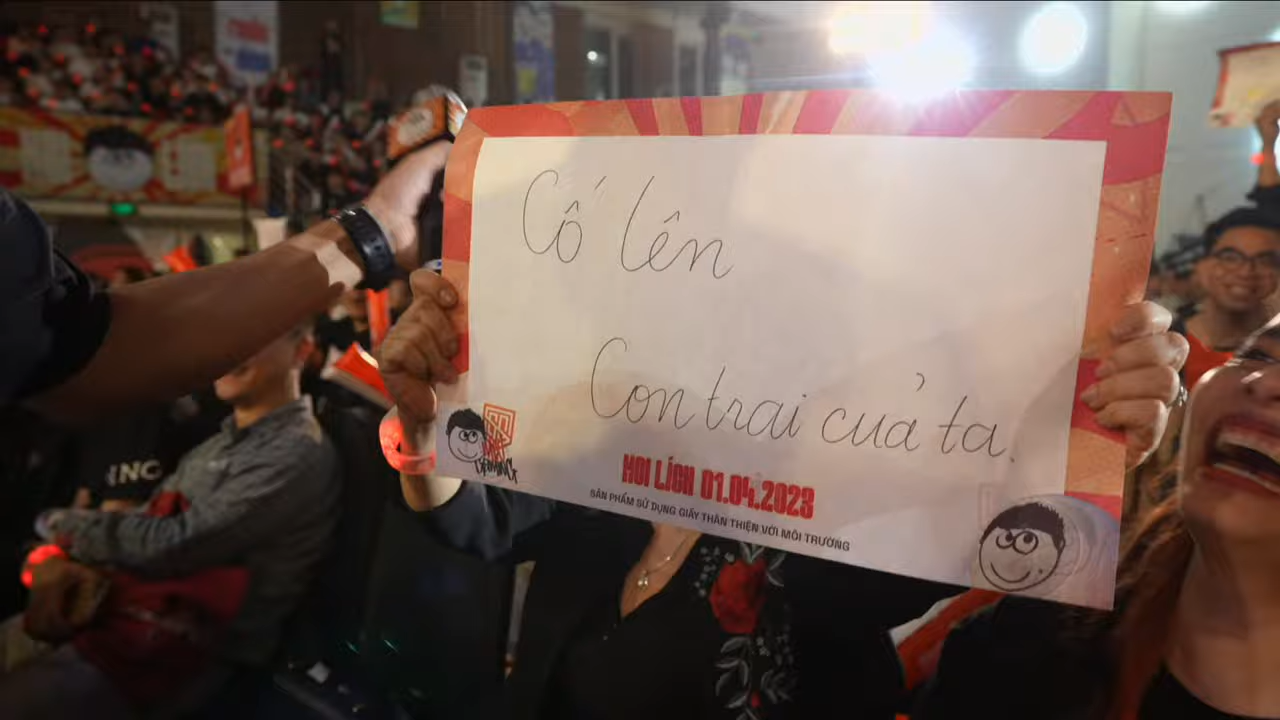 Cố lên
Con trai của ta.
HOI LÍCH 01.04.2023
SẢN PHẨM SỬ DỤNG GIẤY THÂN THIỆN VỚI MÔI TRƯỜNG
GAMING